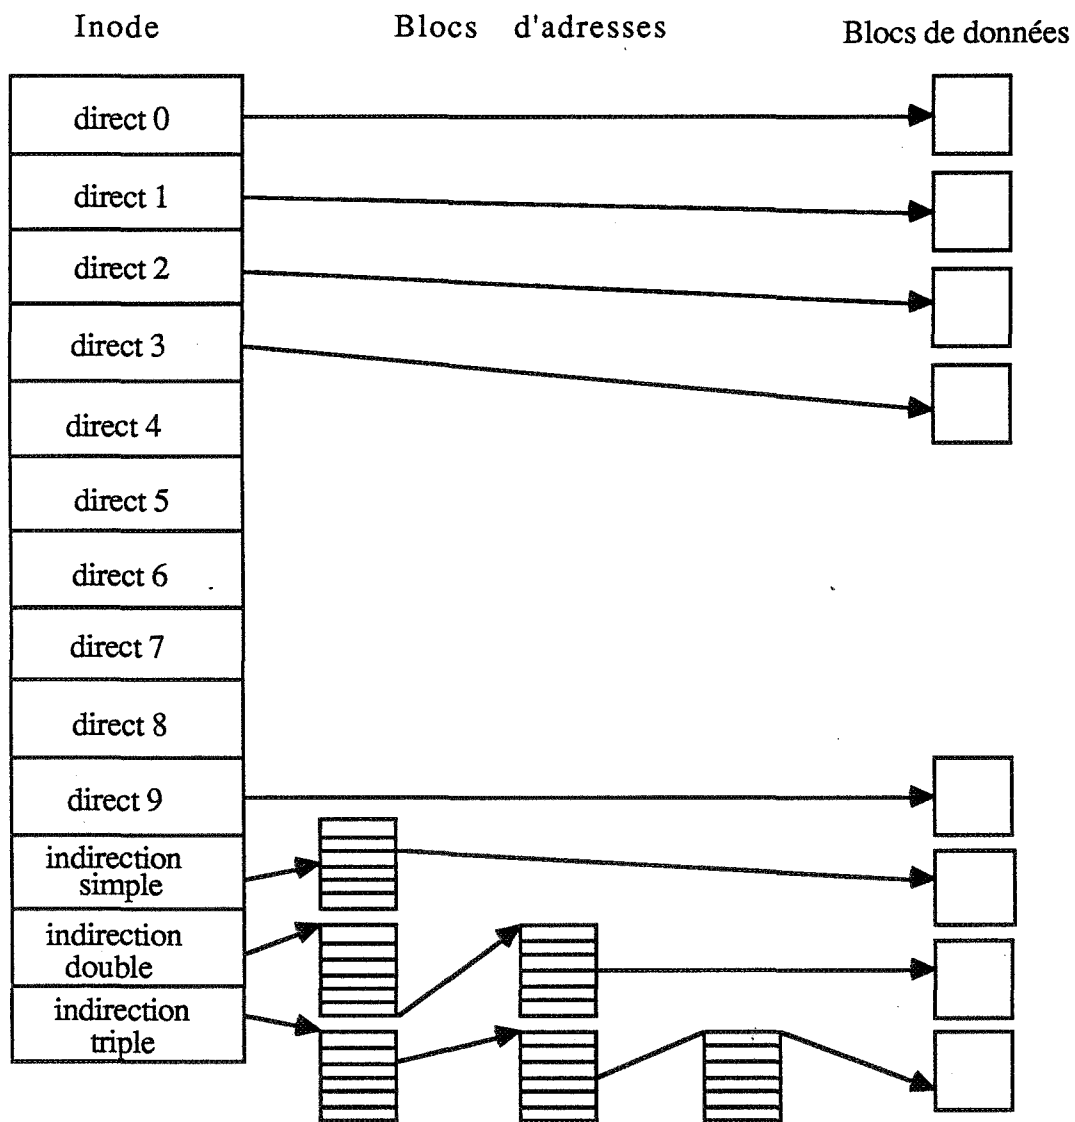 Inode Blocs d'adresses Blocs de données
direct 0
direct 1
direct 2
direct 3
direct 4
direct 5
direct 6
direct 7
direct 8
direct 9
indirection
simple
indirection
double
indirection
triple